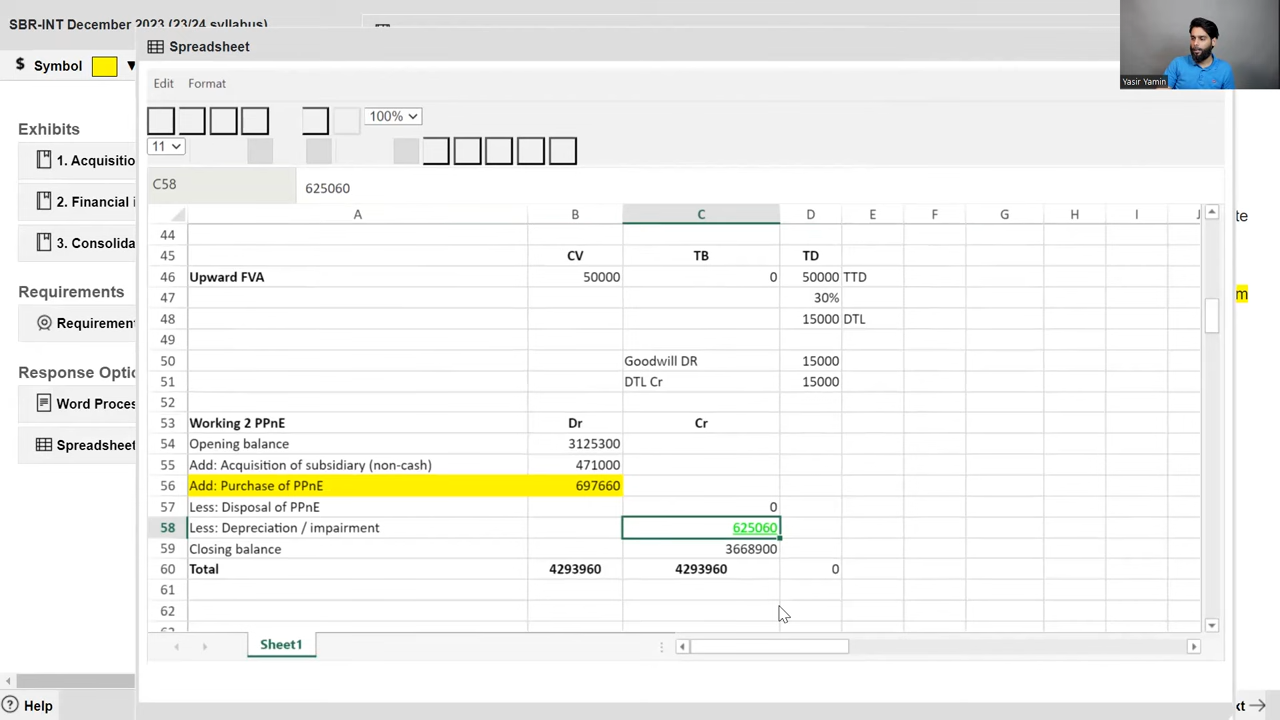 SBR-INT December 2023 (23/24 syllabus)
$ Symbol
Exhibits
1. Acquisitio
2. Financial i
3. Consolida
Requirements
Requirement
Response Optio
Word Proces
Spreadsheet
Help
Spreadsheet
Edit Format
100%
11
C58 625060
A B C D E F G H I J
44
45 CV TB TD
46 Upward FVA 50000 0 50000 TTD
47 30%
48 15000 DTL
49
50 Goodwill DR 15000
51 DTL Cr 15000
52
53 Working 2 PPnE Dr Cr
54 Opening balance 3125300
55 Add: Acquisition of subsidiary (non-cash) 471000
56 Add: Purchase of PPnE 697660
57 Less: Disposal of PPnE 0
58 Less: Depreciation / impairment 625060
59 Closing balance 3668900
60 Total 4293960 4293960 0
61
62
Sheet1
Yasir Yamin
te
m
xt